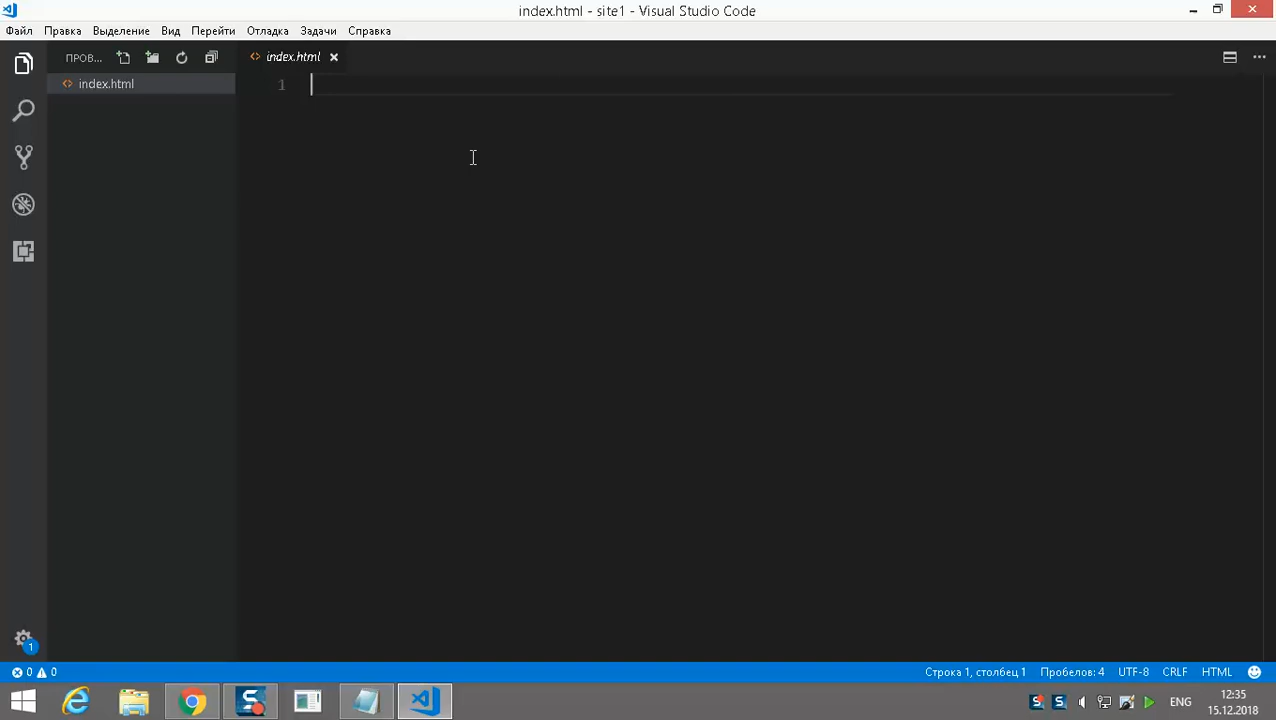 index.html - site1 - Visual Studio Code
Файл Правка Выделение Вид Перейти Отладка Задачи Справка
ПРОВ... index.html
index.html
1
1
0 0 Строка 1, столбец 1 Пробелов: 4 UTF-8 CRLF HTML
ENG 12:35
15.12.2018